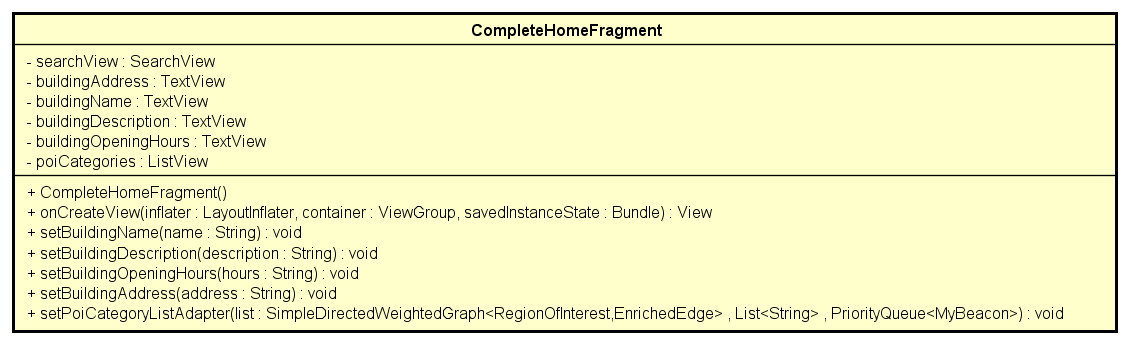 CompleteHomeFragment
- searchView : SearchView
- buildingAddress : TextView
- buildingName : TextView
- buildingDescription : TextView
- buildingOpeningHours : TextView
- poiCategories : ListView
+ CompleteHomeFragment()
+ onCreateView(inflater : LayoutInflater, container : ViewGroup, savedInstanceState : Bundle) : View
+ setBuildingName(name : String) : void
+ setBuildingDescription(description : String) : void
+ setBuildingOpeningHours(hours : String) : void
+ setBuildingAddress(address : String) : void
+ setPoiCategoryListAdapter(list : SimpleDirectedWeightedGraph<RegionOfInterest,EnrichedEdge> , List<String> , PriorityQueue<MyBeacon>) : void